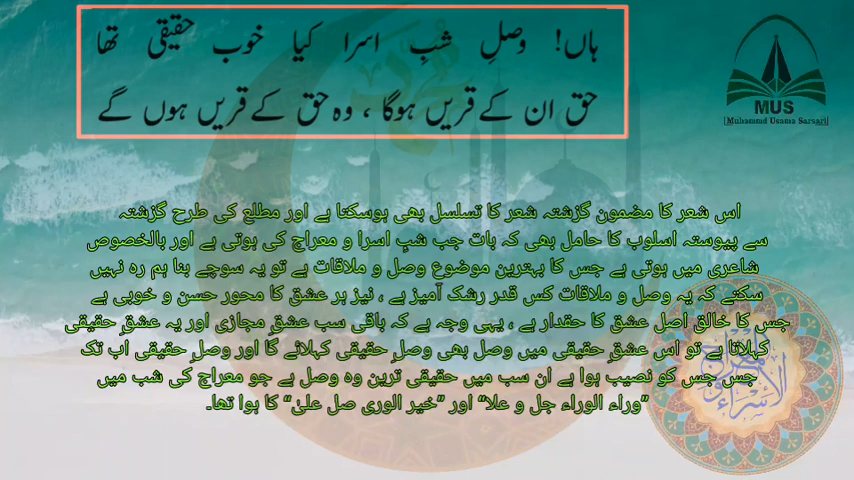 ہاں! وصلِ شبِ اسرا کیا خوب حقیقی تھا
حق ان کے قریں ہوگا ، وہ حق کے قریں ہوں گے
MUS
Muhammd Usama Sarsari
اس شعر کا مضمون گزشتہ شعر کا تسلسل بھی ہوسکتا ہے اور مطلع کی طرح گزشتہ
سے پیوستہ اسلوب کا حامل بھی کہ بات جب شبِ اسرا و معراج کی ہوتی ہے اور بالخصوص
شاعری میں ہوتی ہے جس کا بہترین موضوع وصل و ملاقات ہے تو یہ سوچے بنا ہم رہ نہیں
سکتے کہ یہ وصل و ملاقات کس قدر رشک آمیز ہے ، نیز ہر عشق کا محور حسن و خوبی ہے
جس کا خالق اصل عشق کا حقدار ہے ، یہی وجہ ہے کہ باقی سب عشقِ مجازی اور یہ عشقِ حقیقی
کہلاتا ہے تو اس عشقِ حقیقی میں وصل بھی وصلِ حقیقی کہلائے گا اور وصلِ حقیقی اب تک
جس جس کو نصیب ہوا ہے ان سب میں حقیقی ترین وہ وصل ہے جو معراج کی شب میں
”وراء الوراء جل و علا“ اور ”خیر الوری صل علیٰ“ کا ہوا تھا۔
الإسراء و
معراج